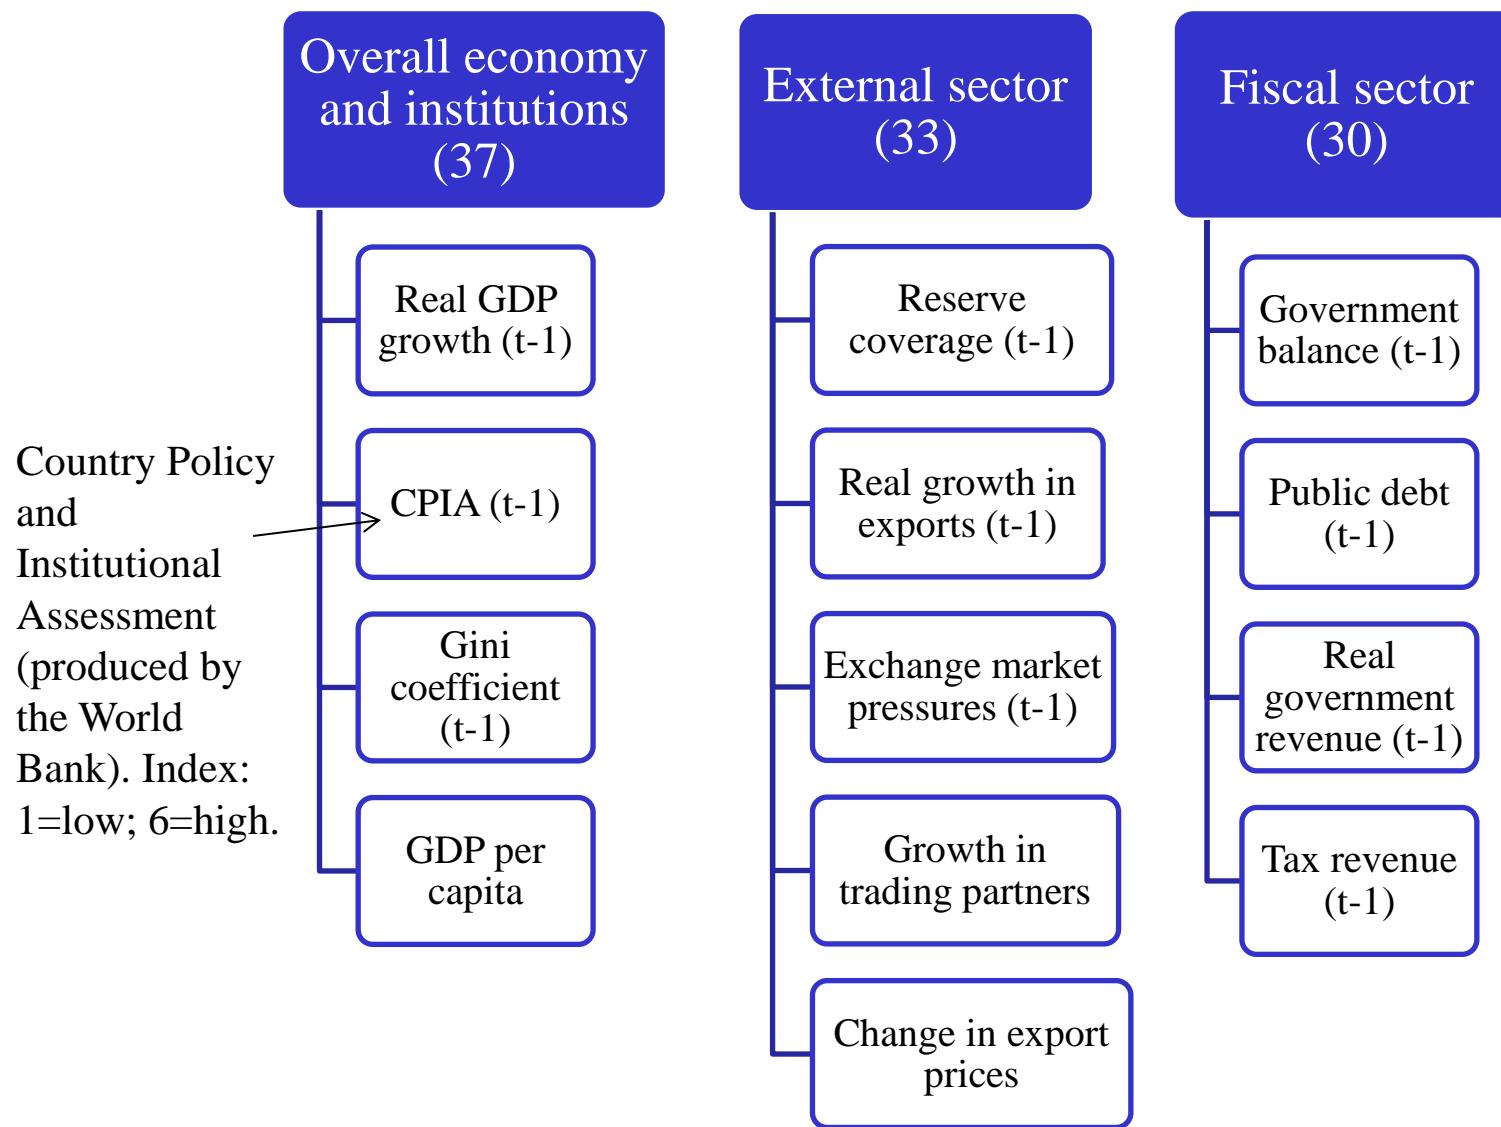 Overall economy
and institutions
(37)
Real GDP
growth (t-1)
CPIA (t-1)
Gini
coefficient
(t-1)
GDP per
capita
Country Policy
and
Institutional
Assessment
(produced by
the World
Bank). Index:
1=low; 6=high.
External sector
(33)
Reserve
coverage (t-1)
Real growth in
exports (t-1)
Exchange market
pressures (t-1)
Growth in
trading partners
Change in export
prices
Fiscal sector
(30)
Government
balance (t-1)
Public debt
(t-1)
Real
government
revenue (t-1)
Tax revenue
(t-1)